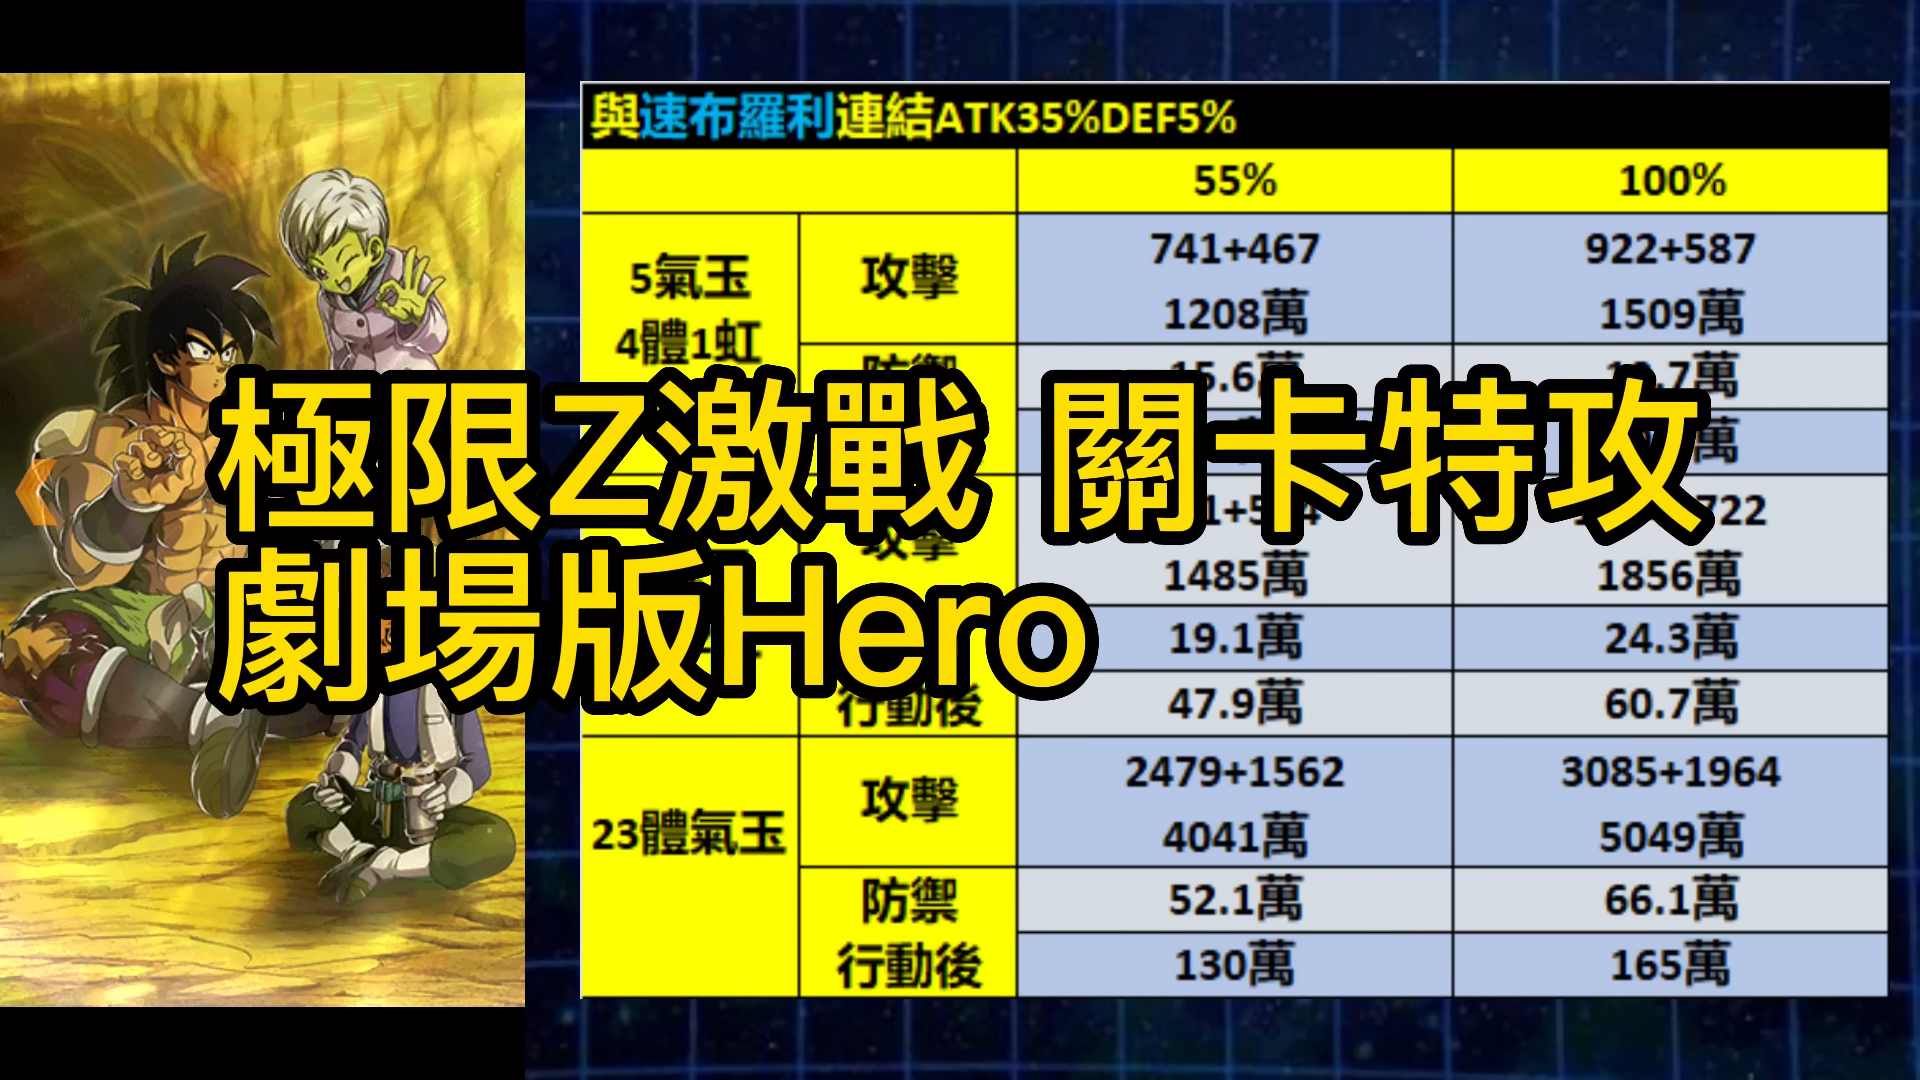 與速布羅利連結ATK35%DEF5%
55% 100%
5氣玉
4體1虹
攻擊
741+467 922+587
1208萬 1509萬
極限Z激戰 關卡特攻
劇場版Hero
攻擊
1485萬 1856萬
19.1萬 24.3萬
行動後 47.9萬 60.7萬
23體氣玉
攻擊
2479+1562 3085+1964
4041萬 5049萬
防禦 52.1萬 66.1萬
行動後 130萬 165萬